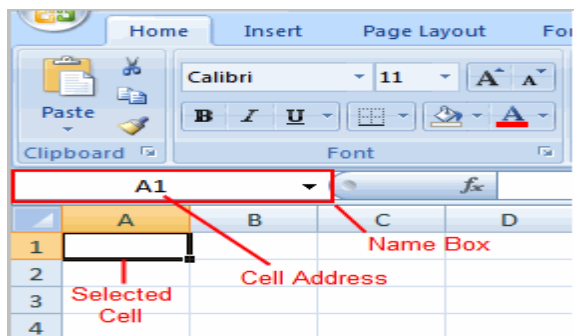 Home Insert Page Layout Fo
Calibri 11 A A
Paste
B I U A
Clipboard Font
A1 fx
A B C D
1 Name Box
2 Cell Address
3 Selected
Cell
4